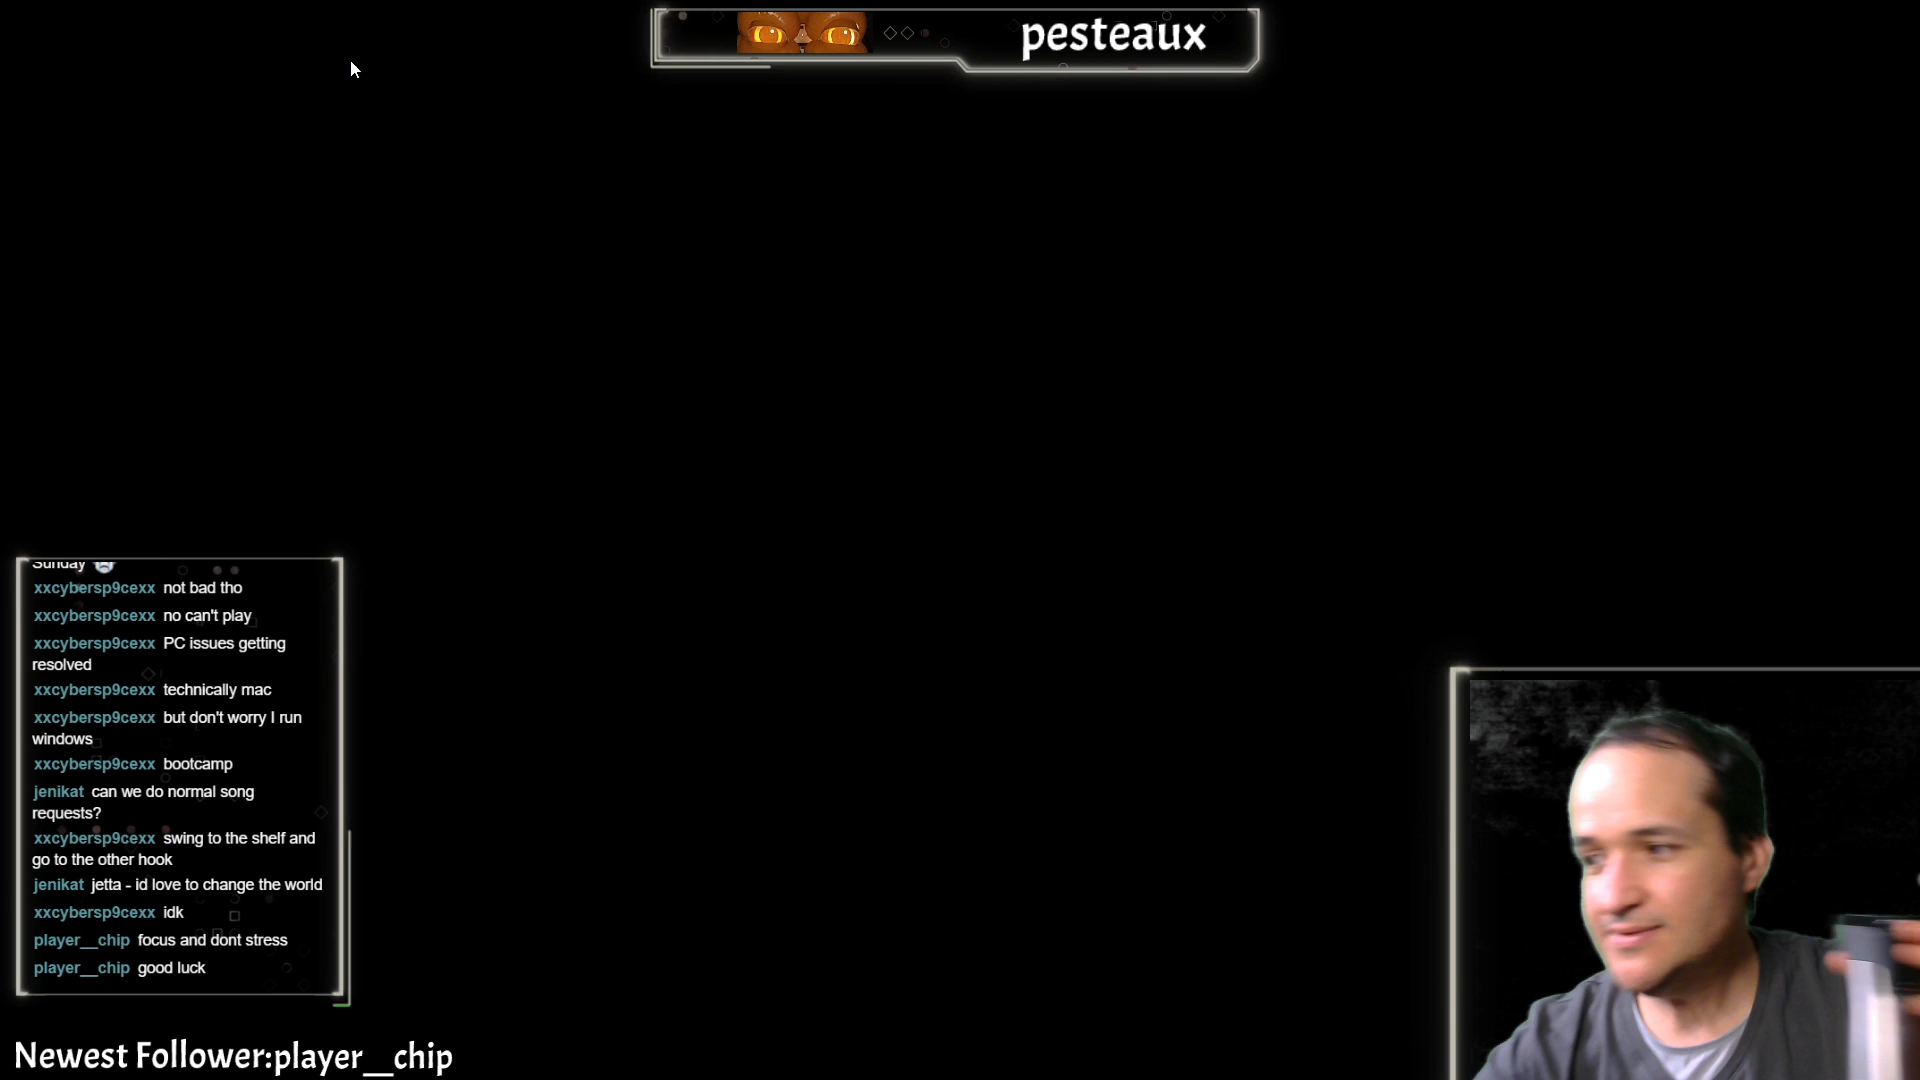 pesteaux
Sunday
xxcybersp9cexx not bad tho
xxcybersp9cexx no can't play
xxcybersp9cexx PC issues getting
resolved
xxcybersp9cexx technically mac
xxcybersp9cexx but don't worry I run
windows
xxcybersp9cexx bootcamp
jenikat can we do normal song
requests?
xxcybersp9cexx swing to the shelf and
go to the other hook
jenikat jetta - id love to change the world
xxcybersp9cexx idk
player__chip focus and dont stress
player__chip good luck
Newest Follower:player__chip